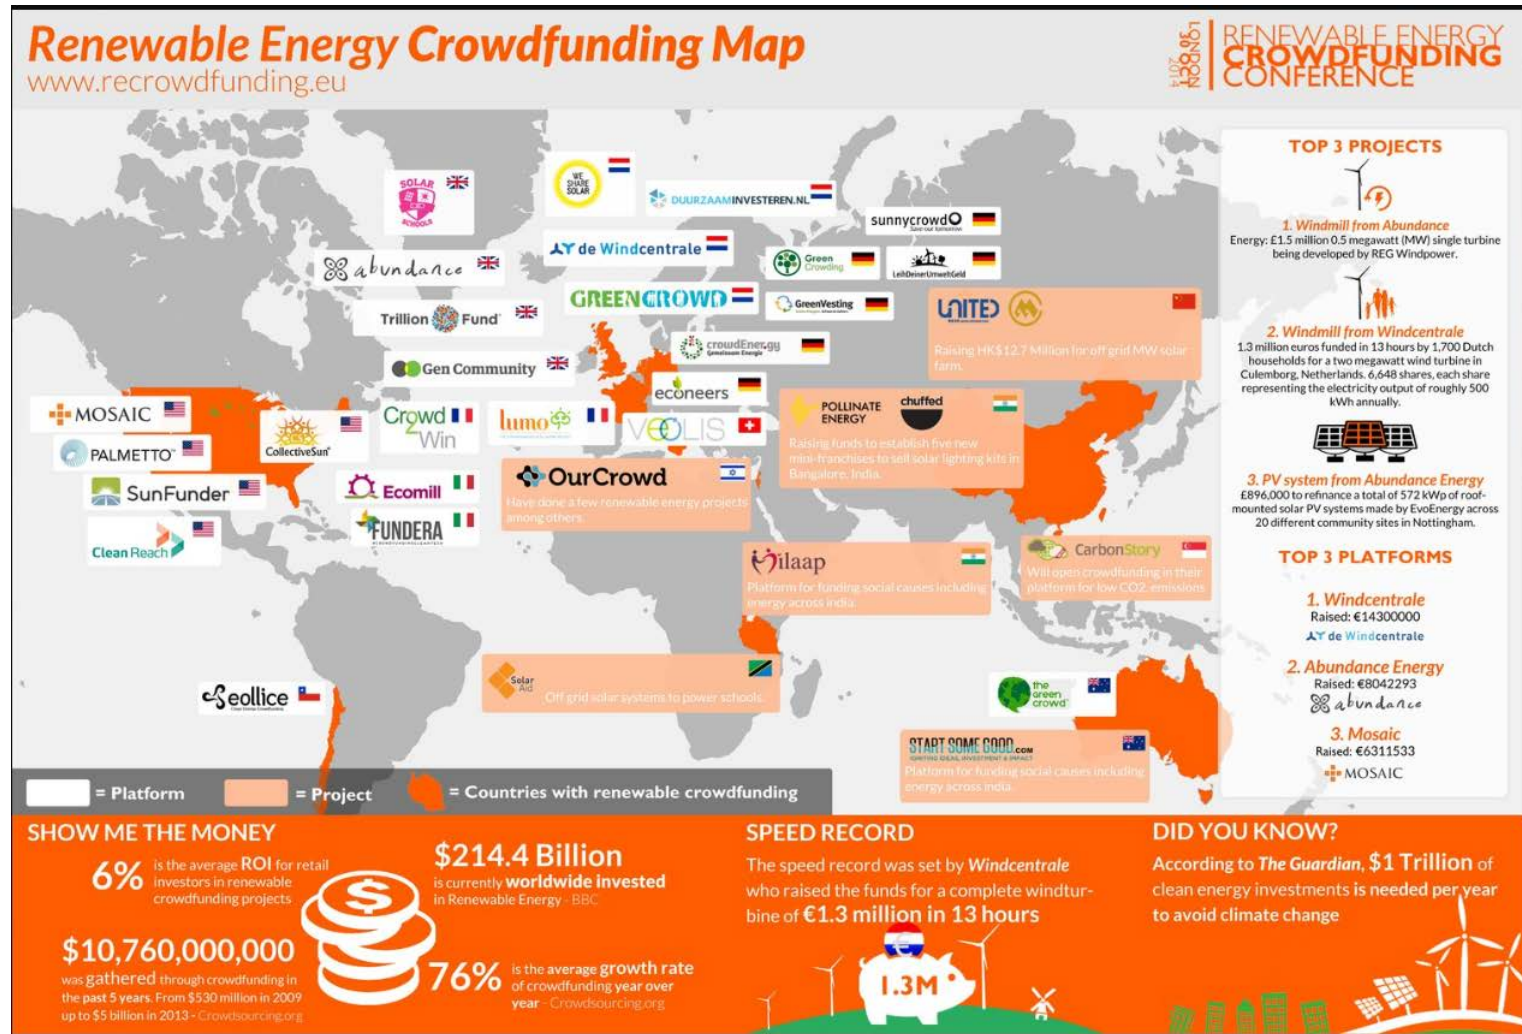 Renewable Energy Crowdfunding Map
www.recrowdfunding.eu
LONDON
30 OCT
2014
RENEWABLE ENERGY
CROWDFUNDING
CONFERENCE
SOLAR
SCHOOLS
WE
SHARE
SOLAR
DUURZAAMINVESTEREN.NL
sunnycrowd
Save our tomorrow
abundance
de Windcentrale
Green
Crowding
LeihDeinerUmweltGeld
Trillion Fund
GREENCROWD
GreenVesting
UNITED
Raising HK$12.7 Million for off grid MW solar
farm.
Gen Community
crowdEner.gy
Gemeinsam Energie
econeers
MOSAIC
CollectiveSun
Crowd
2
Win
lumo
VEOLIS
POLLINATE
ENERGY
chuffed
Raising funds to establish five new
mini-franchises to sell solar lighting kits in
Bangalore, India.
PALMETTO
SunFunder
Ecomill
OurCrowd
Have done a few renewable energy projects
among others.
Clean Reach
FUNDERA
Milaap
Platform for funding social causes including
energy across india.
CarbonStory
Will open crowdfunding in their
platform for low CO2. emissions
eollice
Solar
Aid
Off grid solar systems to power schools.
the
green
crowd
START SOME GOOD.COM
IGNITING IDEAS, INVESTMENT & IMPACT
Platform for funding social causes including
energy across india.
= Platform
= Project
= Countries with renewable crowdfunding
TOP 3 PROJECTS
1. Windmill from Abundance
Energy: £1.5 million 0.5 megawatt (MW) single turbine
being developed by REG Windpower.
2. Windmill from Windcentrale
1.3 million euros funded in 13 hours by 1,700 Dutch
households for a two megawatt wind turbine in
Culemborg, Netherlands. 6,648 shares, each share
representing the electricity output of roughly 500
kWh annually.
3. PV system from Abundance Energy
£896,000 to refinance a total of 572 kWp of roof-
mounted solar PV systems made by EvoEnergy across
20 different community sites in Nottingham.
TOP 3 PLATFORMS
1. Windcentrale
Raised: €14300000
de Windcentrale
2. Abundance Energy
Raised: €8042293
abundance
3. Mosaic
Raised: €6311533
MOSAIC
SHOW ME THE MONEY
6% is the average ROI for retail
investors in renewable
crowdfunding projects
$10,760,000,000
was gathered through crowdfunding in
the past 5 years. From $530 million in 2009
up to $5 billion in 2013 - Crowdsourcing.org
$
$214.4 Billion
is currently worldwide invested
in Renewable Energy - BBC
76% is the average growth rate
of crowdfunding year over
year - Crowdsourcing.org
SPEED RECORD
The speed record was set by Windcentrale
who raised the funds for a complete windtur-
bine of €1.3 million in 13 hours
€
1.3M
DID YOU KNOW?
According to The Guardian, $1 Trillion of
clean energy investments is needed per year
to avoid climate change